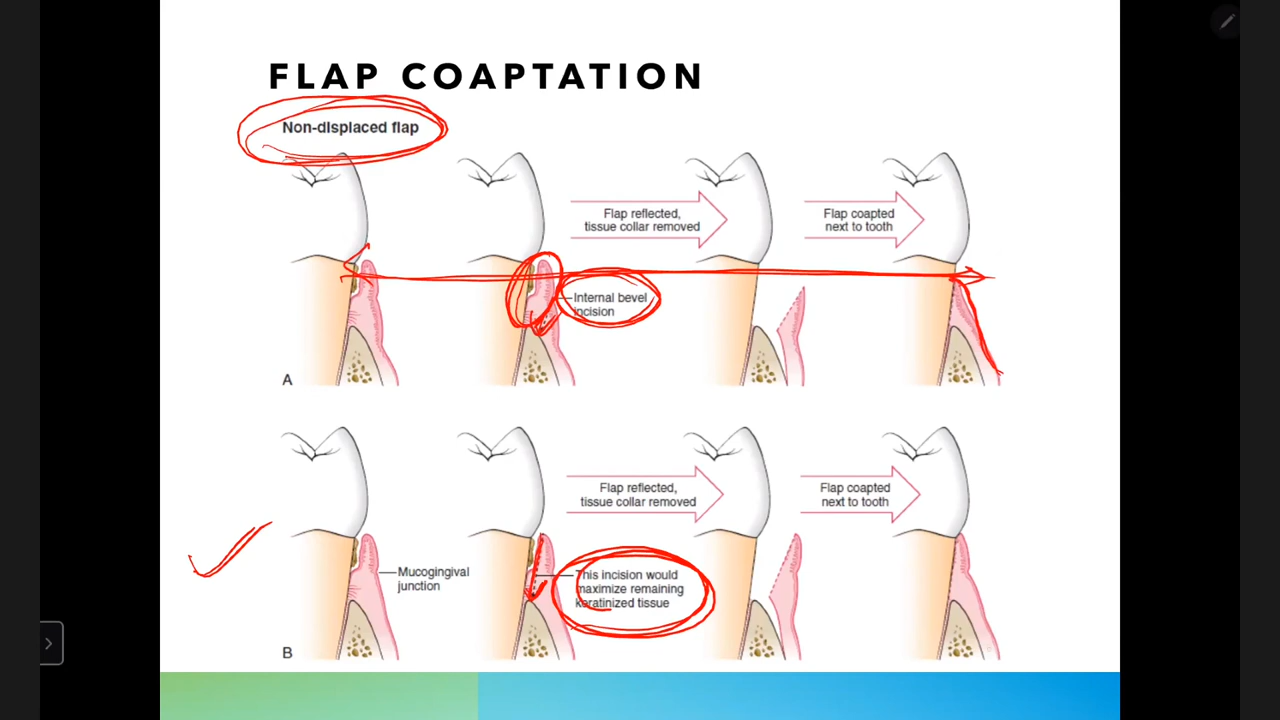 FLAP COAPTATION
Non-displaced flap
Flap reflected,
tissue collar removed
Flap coapted
next to tooth
Internal bevel
incision
A
Flap reflected,
tissue collar removed
Flap coapted
next to tooth
Mucogingival
junction
This incision would
maximize remaining
keratinized tissue
B